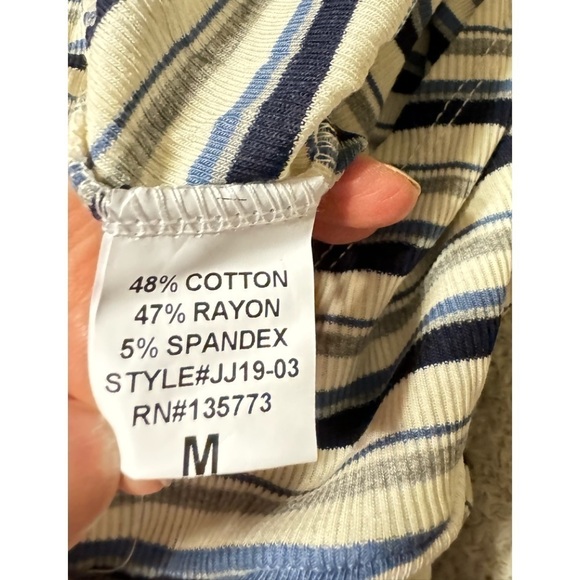 48% COTTON
47% RAYON
5% SPANDEX
STYLE#JJ19-03
RN#135773
M